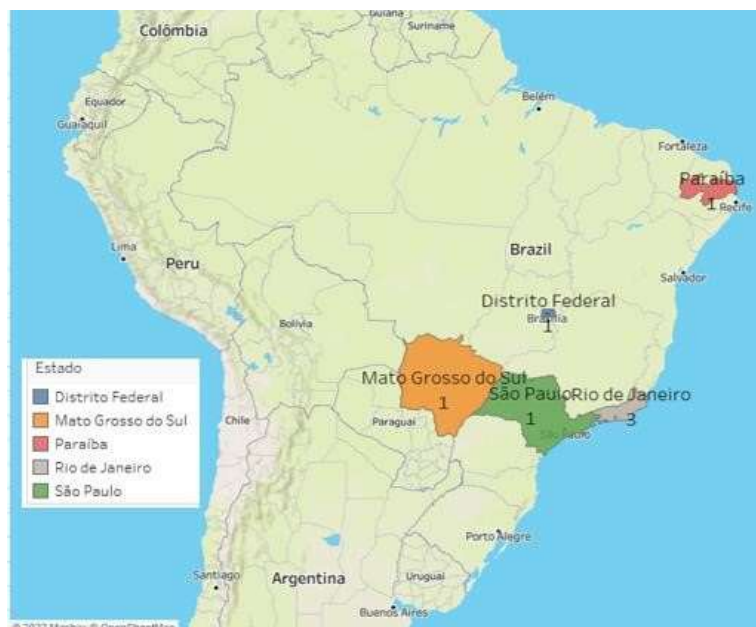 Guiana
Suriname
Colômbia
Equador
Guaiaquil
Belém
Fortaleza
Paraíba
1
Recife
Lima
Peru
Brazil
Salvador
Distrito Federal
Brasília
1
Bolívia
Estado
Distrito Federal
Mato Grosso do Sul
Paraíba
Rio de Janeiro
São Paulo
Mato Grosso do Sul
1
São Paulo
1
Rio de Janeiro
3
São Paulo
Chile
Paraguai
Porto Alegre
Santiago
Argentina
Uruguai
Buenos Aires